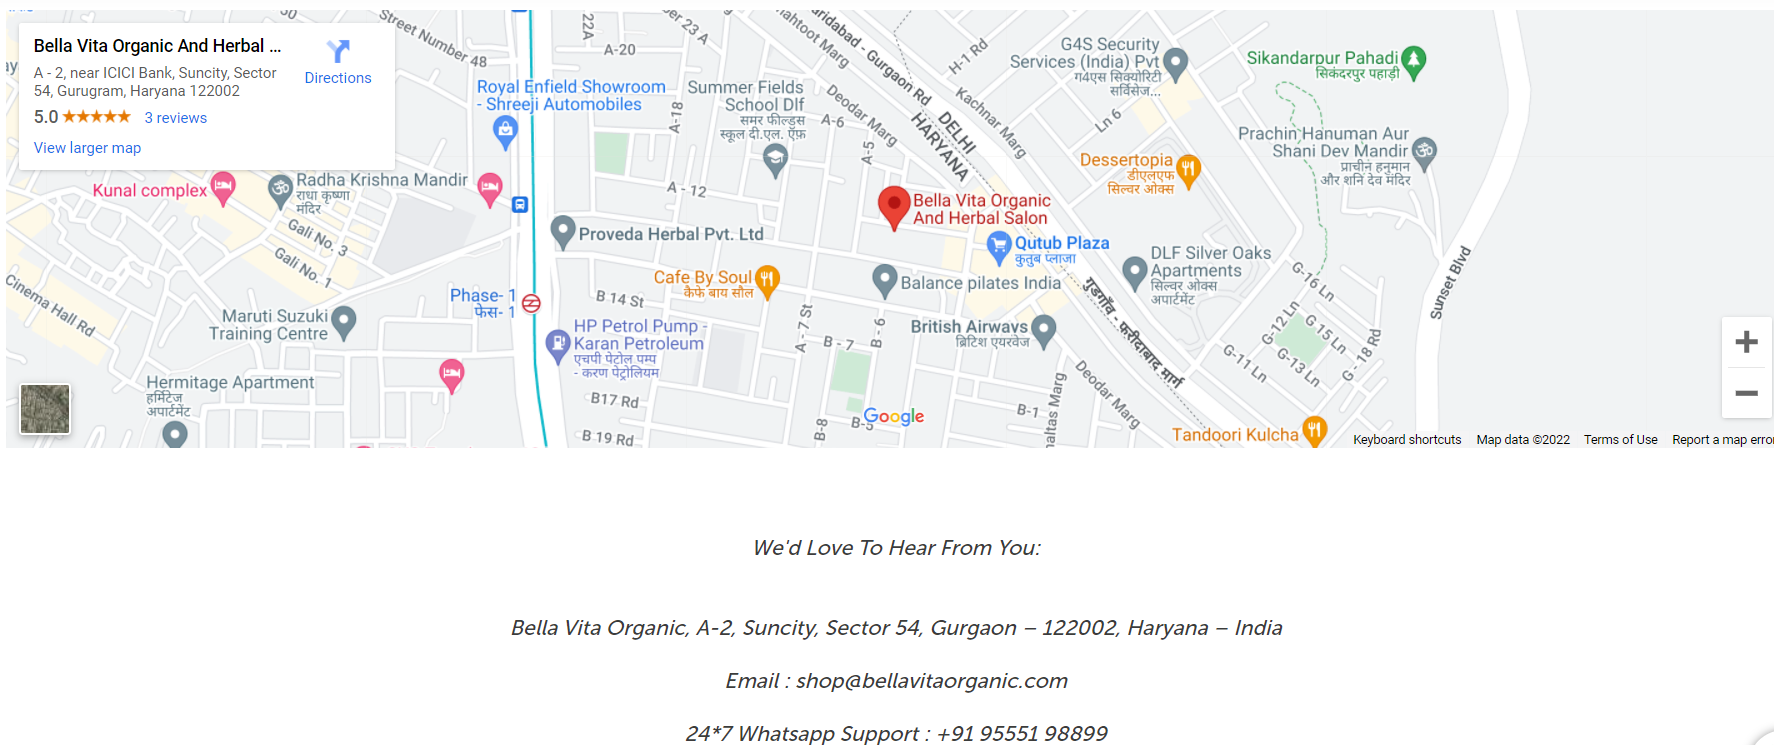 Bella Vita Organic And Herbal ...
A - 2, near ICICI Bank, Suncity, Sector
54, Gurugram, Haryana 122002
5.0 ★★★★★ 3 reviews
View larger map
Directions
Street Number 48
22A
A-20
A-18
A - 12
A-6
A-5
Deodar Marg
Faridabad - Gurgaon Rd
DELHI
HARYANA
Kachnar Marg
H-1 Rd
Ln 6
Royal Enfield Showroom
- Shreeji Automobiles
Summer Fields
School Dlf
समर फील्ड्स
स्कूल दी.एल. ऍफ़
G4S Security
Services (India) Pvt
ग4एस सिक्योरिटी
सर्विसेज...
Sikandarpur Pahadi
सिकंदरपुर पहाड़ी
Prachin Hanuman Aur
Shani Dev Mandir
प्राचीन हनुमान
और शनि देव मंदिर
Dessertopia
डीएलएफ
सिल्वर ओक्स
Kunal complex
Radha Krishna Mandir
राधा कृष्णा
मंदिर
Gali No. 3
Gali No. 1
Cinema Hall Rd
Bella Vita Organic
And Herbal Salon
Proveda Herbal Pvt. Ltd
Qutub Plaza
कुतुब प्लाजा
DLF Silver Oaks
Apartments
सिल्वर ओक्स
अपार्टमेंट
Cafe By Soul
कैफे बाय सौल
Balance pilates India
Phase- 1
फेस- 1
B 14 St
Maruti Suzuki
Training Centre
HP Petrol Pump -
Karan Petroleum
एचपी पेटोल पम्प
- करण पेट्रोलियम
British Airways
ब्रिटिश एयरवेज
A - 7 St
B - 6
B - 7
गुड़गाँव - फरीदाबाद मार्ग
G-16 Ln
G-12 Ln
G 15 Ln
G-11 Ln
G-13 Ln
G - 18 Rd
Sunset Blvd
Hermitage Apartment
हर्मिटेज
अपार्टमेंट
B17 Rd
B 19 Rd
B-8
B-5
B-1
Deodar Marg
Google
Tandoori Kulcha
Keyboard shortcuts Map data ©2022 Terms of Use Report a map error
We'd Love To Hear From You:
Bella Vita Organic, A-2, Suncity, Sector 54, Gurgaon – 122002, Haryana – India
Email : shop@bellavitaorganic.com
24*7 Whatsapp Support : +91 95551 98899